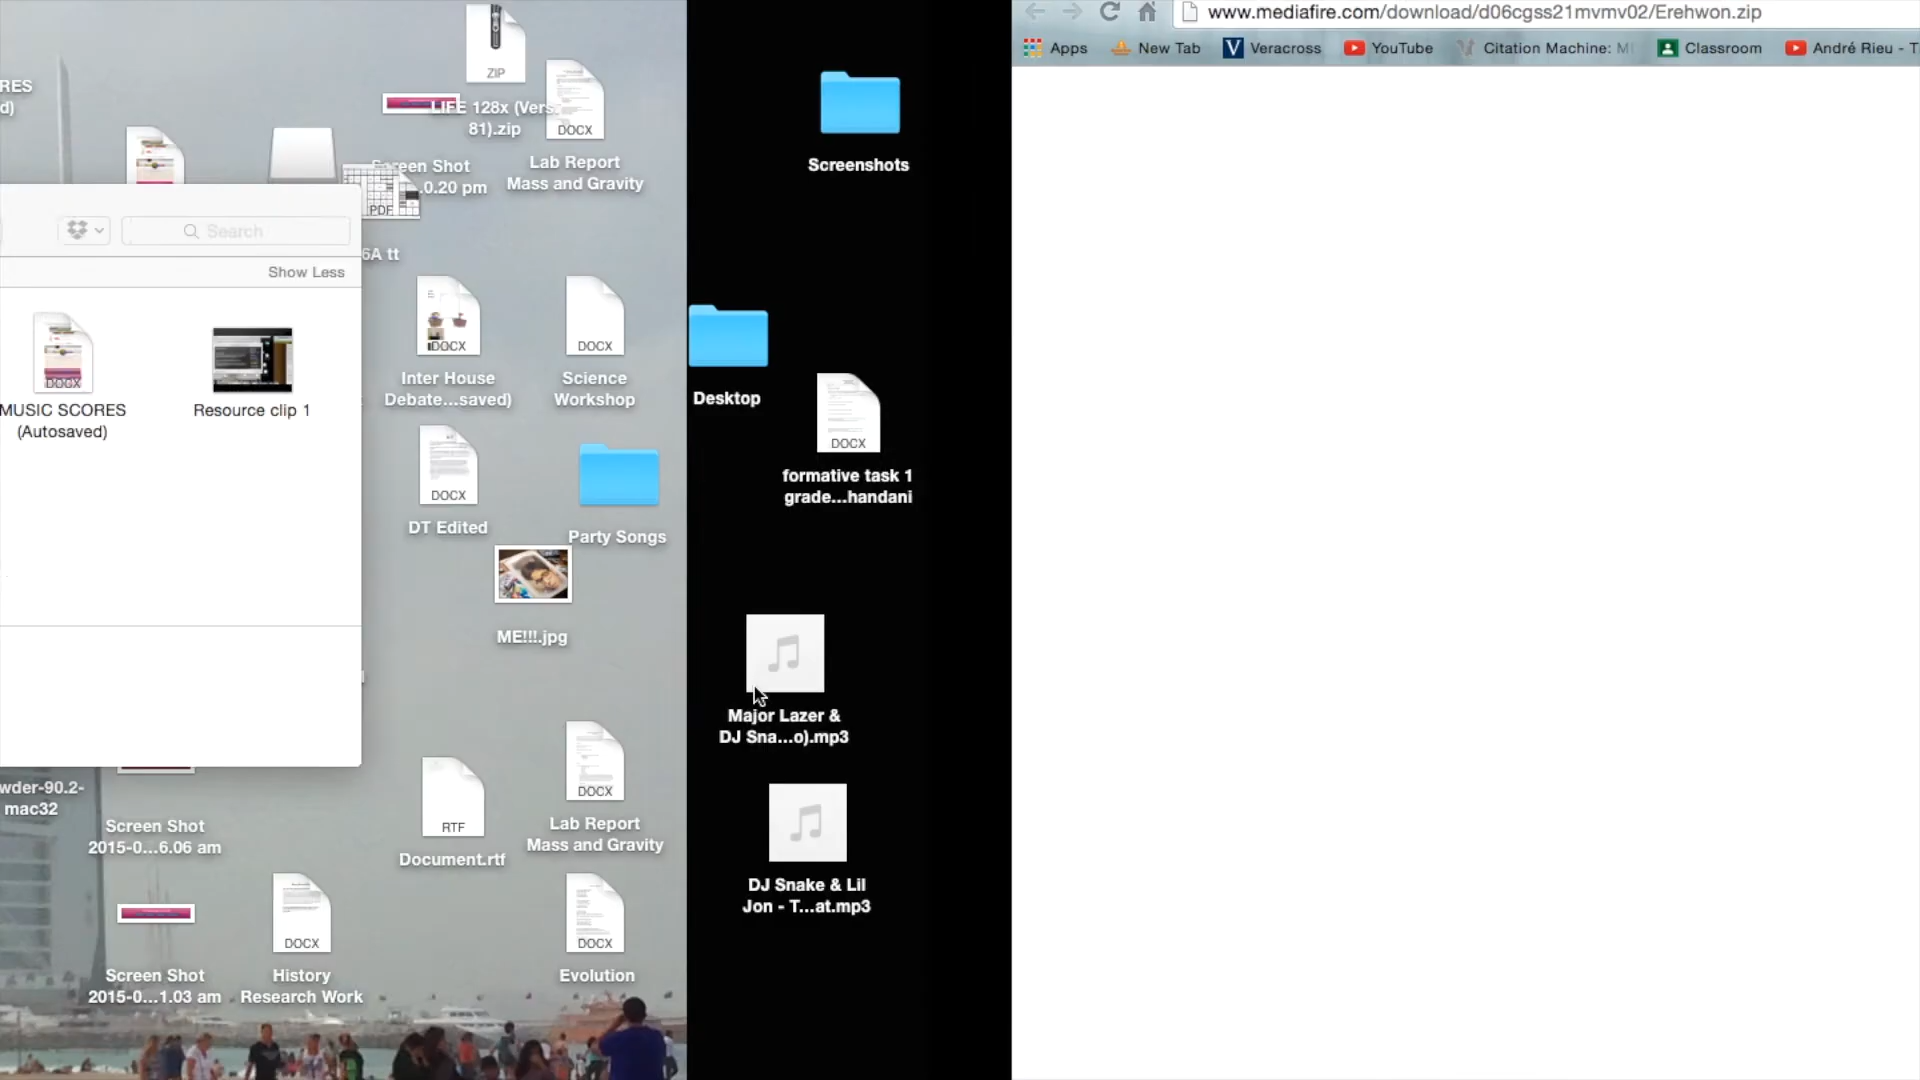 RES
d)
ZIP
LIFE 128x (Vers.
81).zip
DOCX
Lab Report
Mass and Gravity
Screen Shot
...0.20 pm
PDF
6A tt
Search
Show Less
DOCX
MUSIC SCORES
(Autosaved)
Resource clip 1
DOCX
Inter House
Debate...saved)
DOCX
Science
Workshop
DOCX
DT Edited
Party Songs
ME!!!.jpg
wder-90.2-
mac32
Screen Shot
2015-0...6.06 am
RTF
Document.rtf
DOCX
Lab Report
Mass and Gravity
Screen Shot
2015-0...1.03 am
DOCX
History
Research Work
DOCX
Evolution
Screenshots
Desktop
DOCX
formative task 1
grade...handani
Major Lazer &
DJ Sna...o).mp3
DJ Snake & Lil
Jon - T...at.mp3
www.mediafire.com/download/d06cgss21mvmv02/Erehwon.zip
Apps New Tab Veracross YouTube Citation Machine: M Classroom André Rieu - T